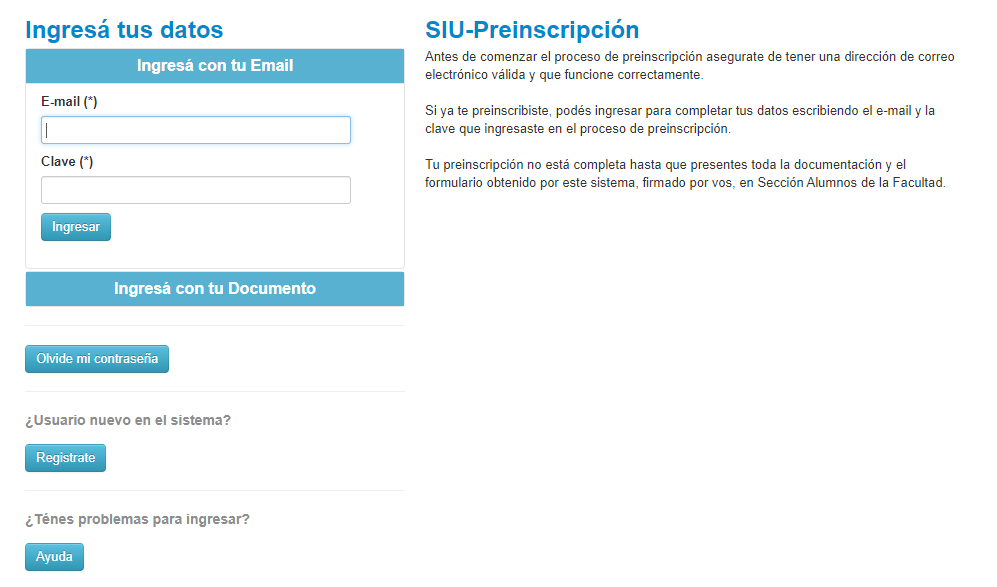 Ingresá tus datos
Ingresá con tu Email
E-mail (*)
Clave (*)
Ingresar
Ingresá con tu Documento
Olvide mi contraseña
¿Usuario nuevo en el sistema?
Registrate
¿Ténes problemas para ingresar?
Ayuda
SIU-Preinscripción
Antes de comenzar el proceso de preinscripción asegurate de tener una dirección de correo
electrónico válida y que funcione correctamente.
Si ya te preinscribiste, podés ingresar para completar tus datos escribiendo el e-mail y la
clave que ingresaste en el proceso de preinscripción.
Tu preinscripción no está completa hasta que presentes toda la documentación y el
formulario obtenido por este sistema, firmado por vos, en Sección Alumnos de la Facultad.